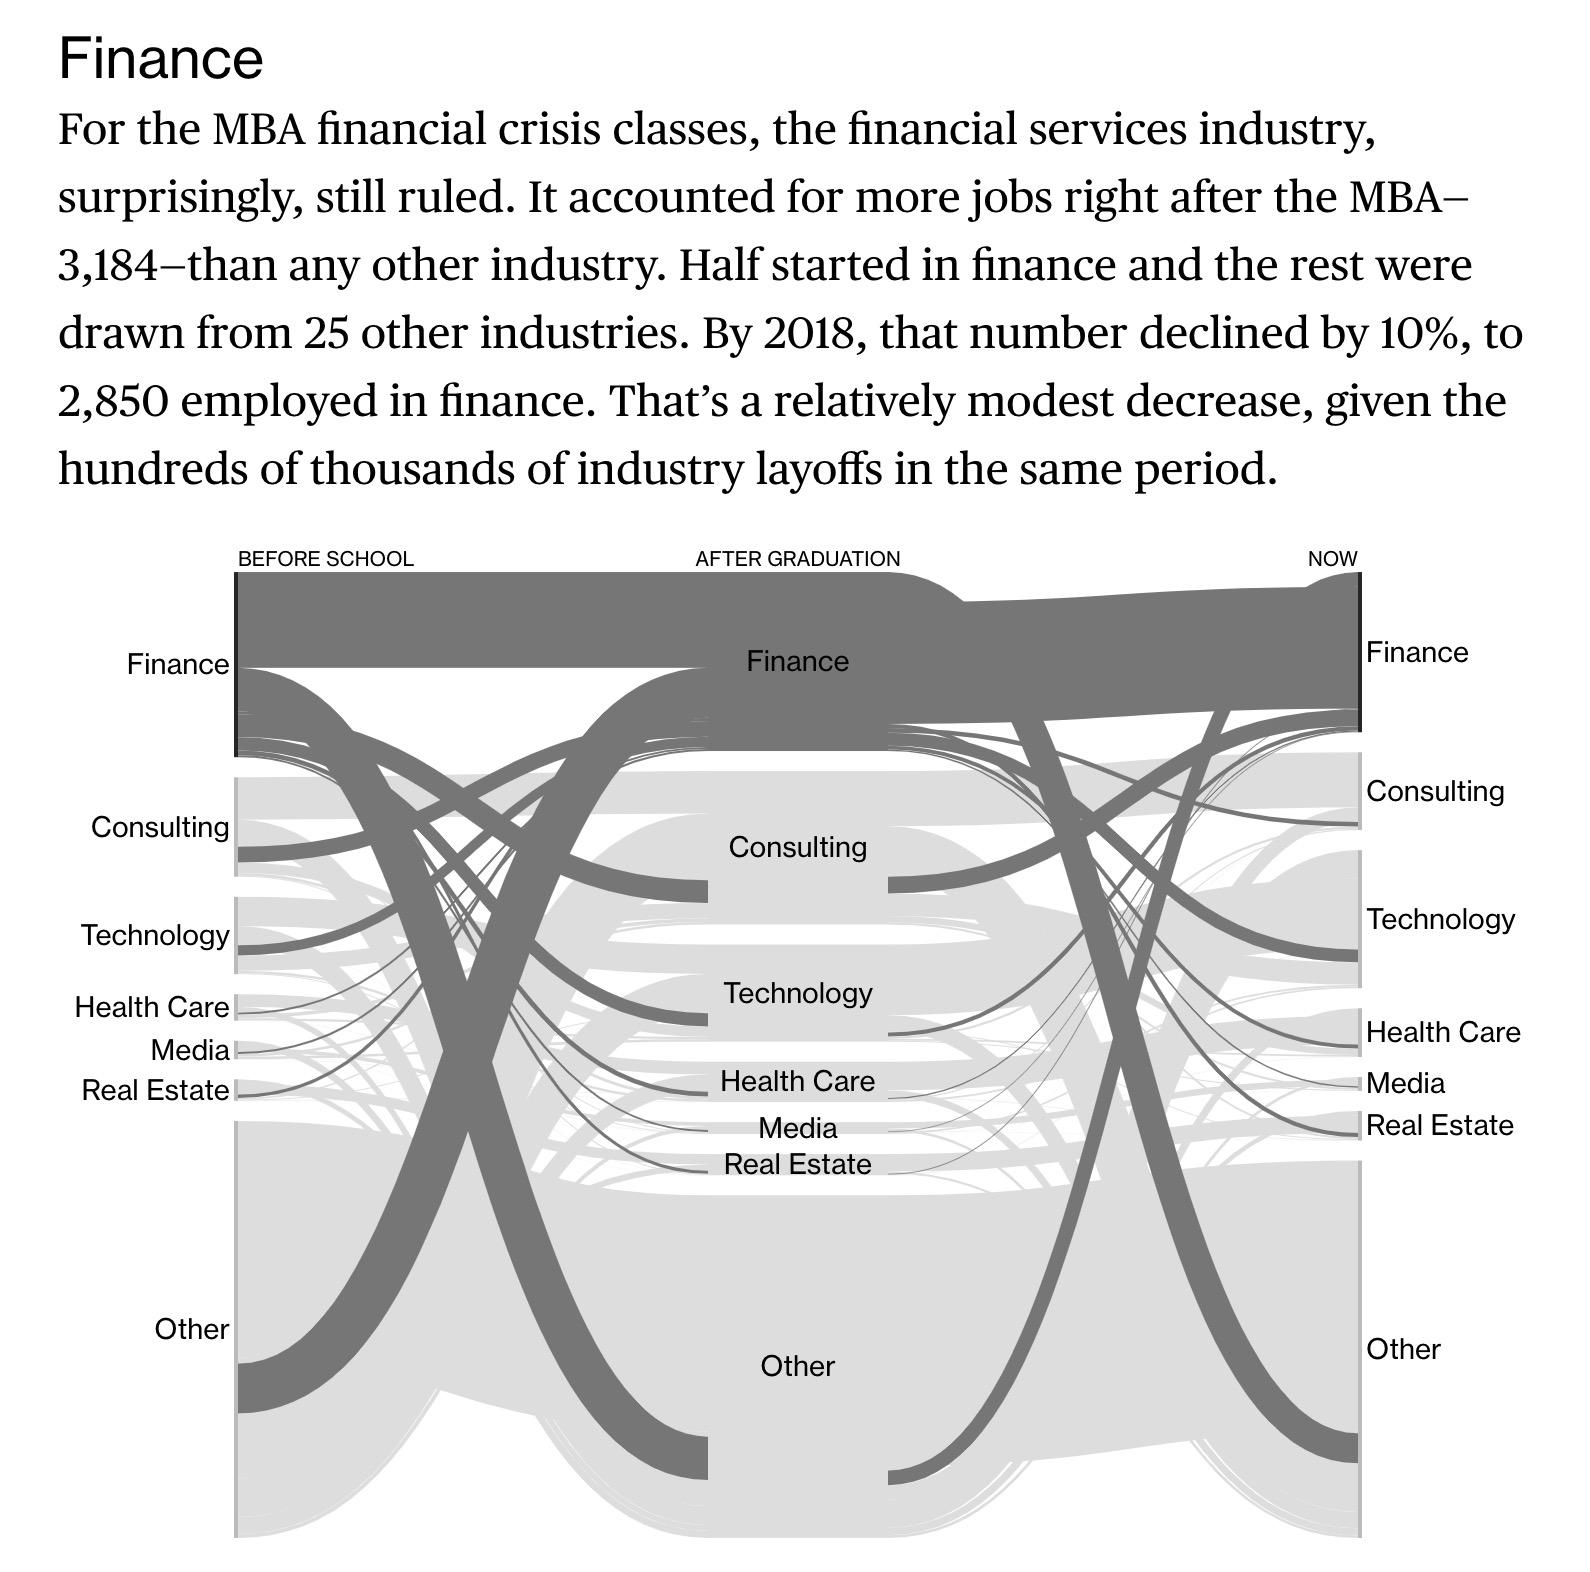 Finance
For the MBA financial crisis classes, the financial services industry,
surprisingly, still ruled. It accounted for more jobs right after the MBA—
3,184—than any other industry. Half started in finance and the rest were
drawn from 25 other industries. By 2018, that number declined by 10%, to
2,850 employed in finance. That’s a relatively modest decrease, given the
hundreds of thousands of industry layoffs in the same period.
BEFORE SCHOOL
AFTER GRADUATION
NOW
Finance
Consulting
Technology
Health Care
Media
Real Estate
Other
Finance
Consulting
Technology
Health Care
Media
Real Estate
Other
Finance
Consulting
Technology
Health Care
Media
Real Estate
Other